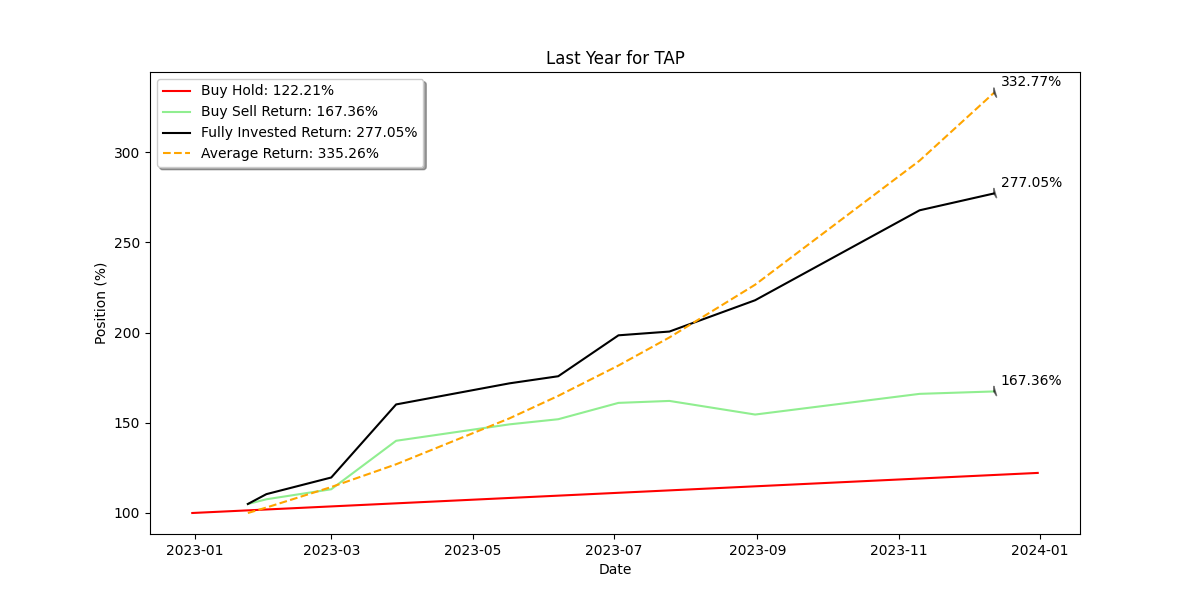 Last Year for TAP
Buy Hold: 122.21%
Buy Sell Return: 167.36%
Fully Invested Return: 277.05%
Average Return: 335.26%
332.77%
277.05%
167.36%
Position (%)
300
250
200
150
100
2023-01
2023-03
2023-05
2023-07
2023-09
2023-11
2024-01
Date